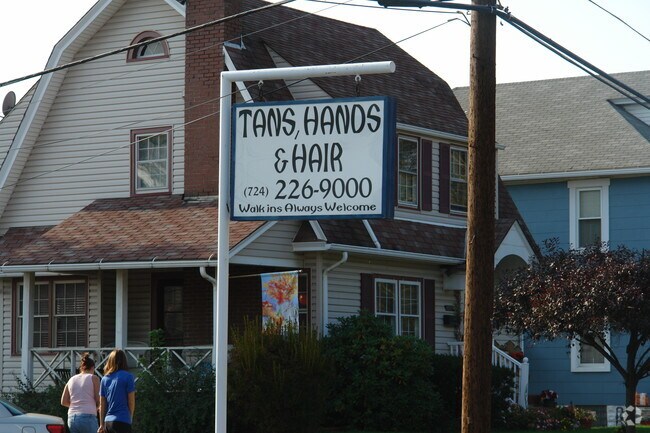 TANS, HANDS
& HAIR
(724) 226-9000
Walk ins Always Welcome